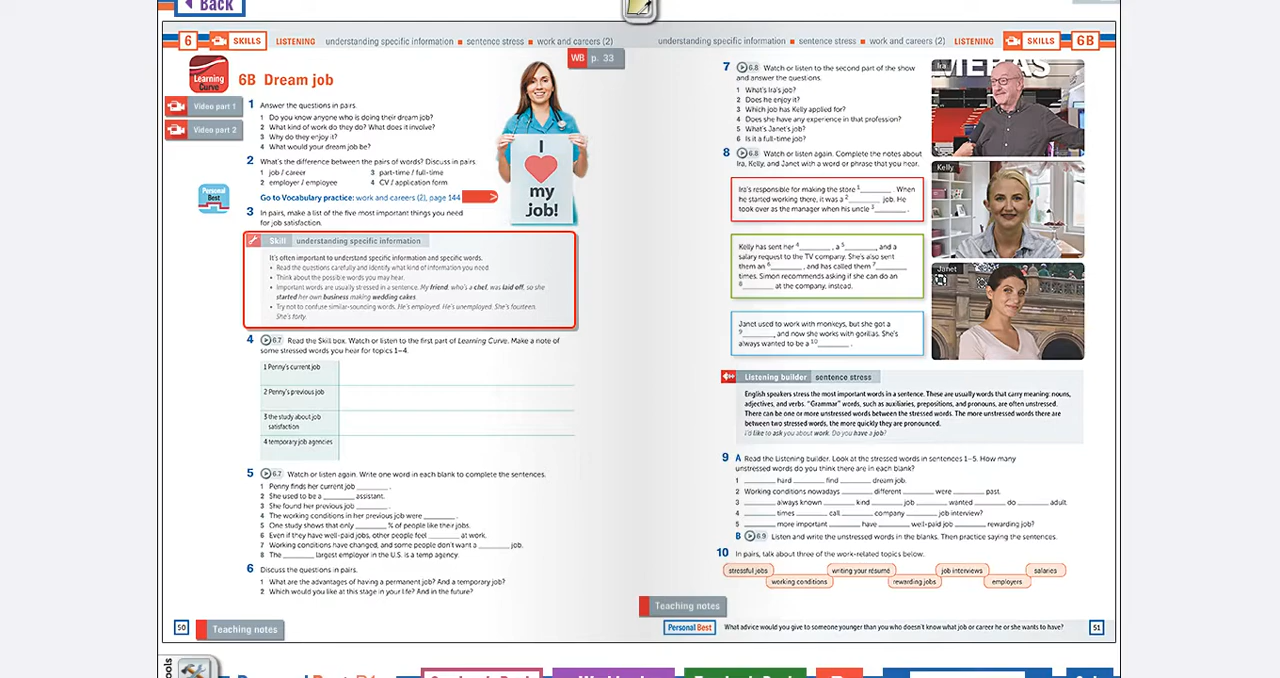 Back
6 SKILLS LISTENING understanding specific information ■ sentence stress ■ work and careers (2)
WB p. 33
Learning Curve
6B Dream job
Video part 1
Video part 2
1 Answer the questions in pairs.
1 Do you know anyone who is doing their dream job?
2 What kind of work do they do? What does it involve?
3 Why do they enjoy it?
4 What would your dream job be?
2 What's the difference between the pairs of words? Discuss in pairs
1 job / career 3 part-time / full-time
2 employer / employee 4 CV / application form
Personal Best
Go to Vocabulary practice: work and careers (2), page 144
3 In pairs, make a list of the five most important things you need
for job satisfaction.
I
my
job!
Skill understanding specific information
It's often important to understand specific information and specific words.
• Read the questions carefully and identify what kind of information you need.
• Think about the possible words you may hear.
• Important words are usually stressed in a sentence. My friend, who's a chef, was laid off, so she
started her own business making wedding cakes.
• Try not to confuse similar-sounding words. He's employed. He's unemployed. She's fourteen.
She's forty.
4 6.7 Read the Skill box. Watch or listen to the first part of Learning Curve. Make a note of
some stressed words you hear for topics 1–4.
1 Penny's current job
2 Penny's previous job
3 the study about job
satisfaction
4 temporary job agencies
5 6.7 Watch or listen again. Write one word in each blank to complete the sentences.
1 Penny finds her current job ________.
2 She used to be a ________ assistant.
3 She found her previous job ________.
4 The working conditions in her previous job were ________.
5 One study shows that only ________ % of people like their jobs.
6 Even if they have well-paid jobs, other people feel ________ at work.
7 Working conditions have changed, and some people don't want a ________ job.
8 The ________ largest employer in the U.S. is a temp agency.
6 Discuss the questions in pairs.
1 What are the advantages of having a permanent job? And a temporary job?
2 Which would you like at this stage in your life? And in the future?
50 Teaching notes
understanding specific information ■ sentence stress ■ work and careers (2) LISTENING SKILLS 6B
7 6.8 Watch or listen to the second part of the show
and answer the questions.
1 What's Ira's job?
2 Does he enjoy it?
3 Which job has Kelly applied for?
4 Does she have any experience in that profession?
5 What's Janet's job?
6 Is it a full-time job?
Ira
8 6.8 Watch or listen again. Complete the notes about
Ira, Kelly, and Janet with a word or phrase that you hear.
Kelly
Ira's responsible for making the store 1________. When
he started working there, it was a 2________ job. He
took over as the manager when his uncle 3________.
Kelly has sent her 4________, a 5________, and a
salary request to the TV company. She's also sent
them an 6________, and has called them 7________
times. Simon recommends asking if she can do an
8________ at the company, instead.
Janet
Janet used to work with monkeys, but she got a
9________, and now she works with gorillas. She's
always wanted to be a 10________.
Listening builder sentence stress
English speakers stress the most important words in a sentence. These are usually words that carry meaning: nouns,
adjectives, and verbs. "Grammar" words, such as auxiliaries, prepositions, and pronouns, are often unstressed.
There can be one or more unstressed words between the stressed words. The more unstressed words there are
between two stressed words, the more quickly they are pronounced.
I'd like to ask you about work. Do you have a job?
9 A Read the Listening builder. Look at the stressed words in sentences 1–5. How many
unstressed words do you think there are in each blank?
1 ________ hard ________ find ________ dream job.
2 Working conditions nowadays ________ different ________ were ________ past.
3 ________ always known ________ kind ________ job ________ wanted ________ do ________ adult.
4 ________ times ________ call ________ company ________ job interview?
5 ________ more important ________ have ________ well-paid job ________ rewarding job?
B 6.9 Listen and write the unstressed words in the blanks. Then practice saying the sentences.
10 In pairs, talk about three of the work-related topics below.
stressful jobs writing your résumé job interviews salaries
working conditions rewarding jobs employers
Teaching notes
Personal Best What advice would you give to someone younger than you who doesn't know what job or career he or she wants to have? 51